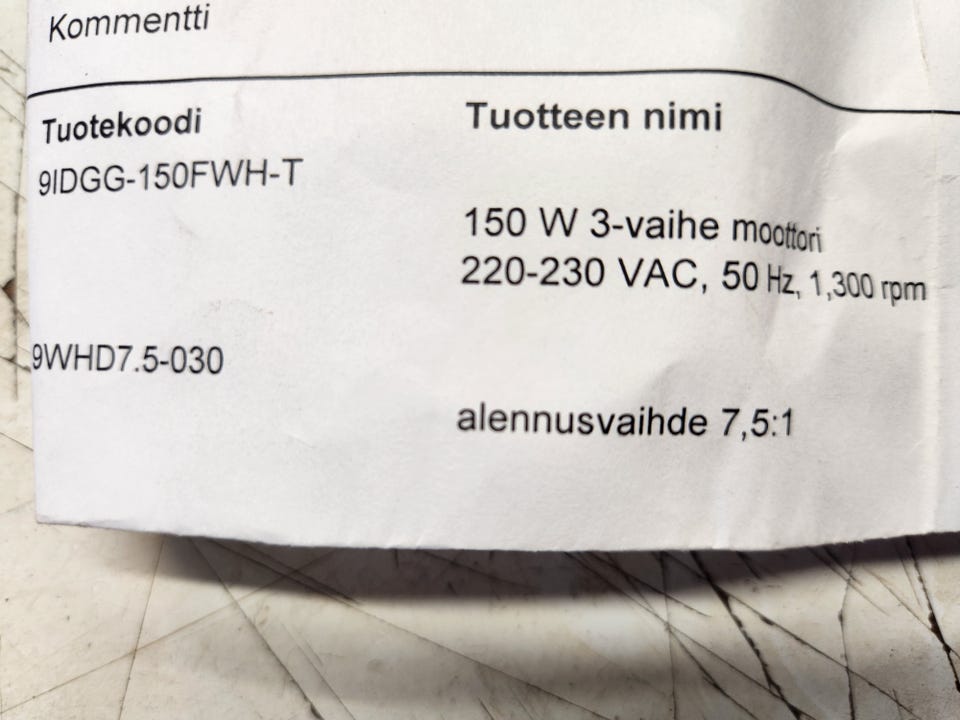 Kommentti
Tuotekoodi
Tuotteen nimi
9IDGG-150FWH-T
150 W 3-vaihe moottori
220-230 VAC, 50 Hz, 1,300 rpm
9WHD7.5-030
alennusvaihde 7,5:1